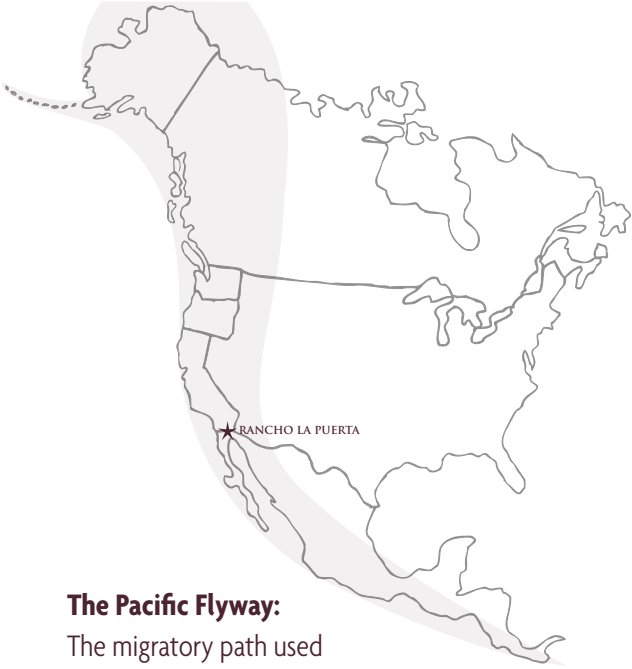 RANCHO LA PUERTA
The Pacific Flyway:
The migratory path used